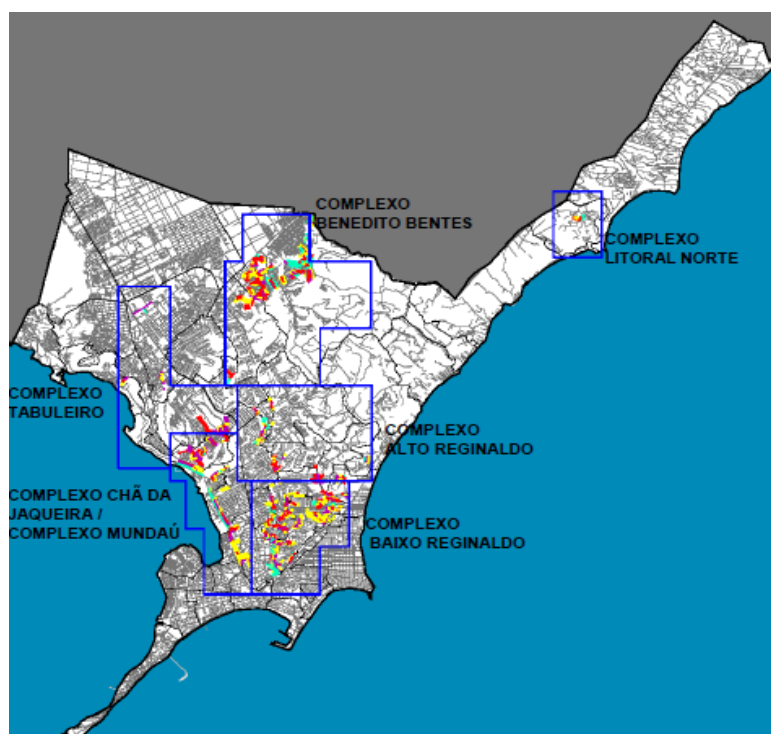 COMPLEXO
BENEDITO BENTES
COMPLEXO
LITORAL NORTE
COMPLEXO
TABULEIRO
COMPLEXO
ALTO REGINALDO
COMPLEXO CHÃ DA
JAQUEIRA /
COMPLEXO MUNDAÚ
COMPLEXO
BAIXO REGINALDO